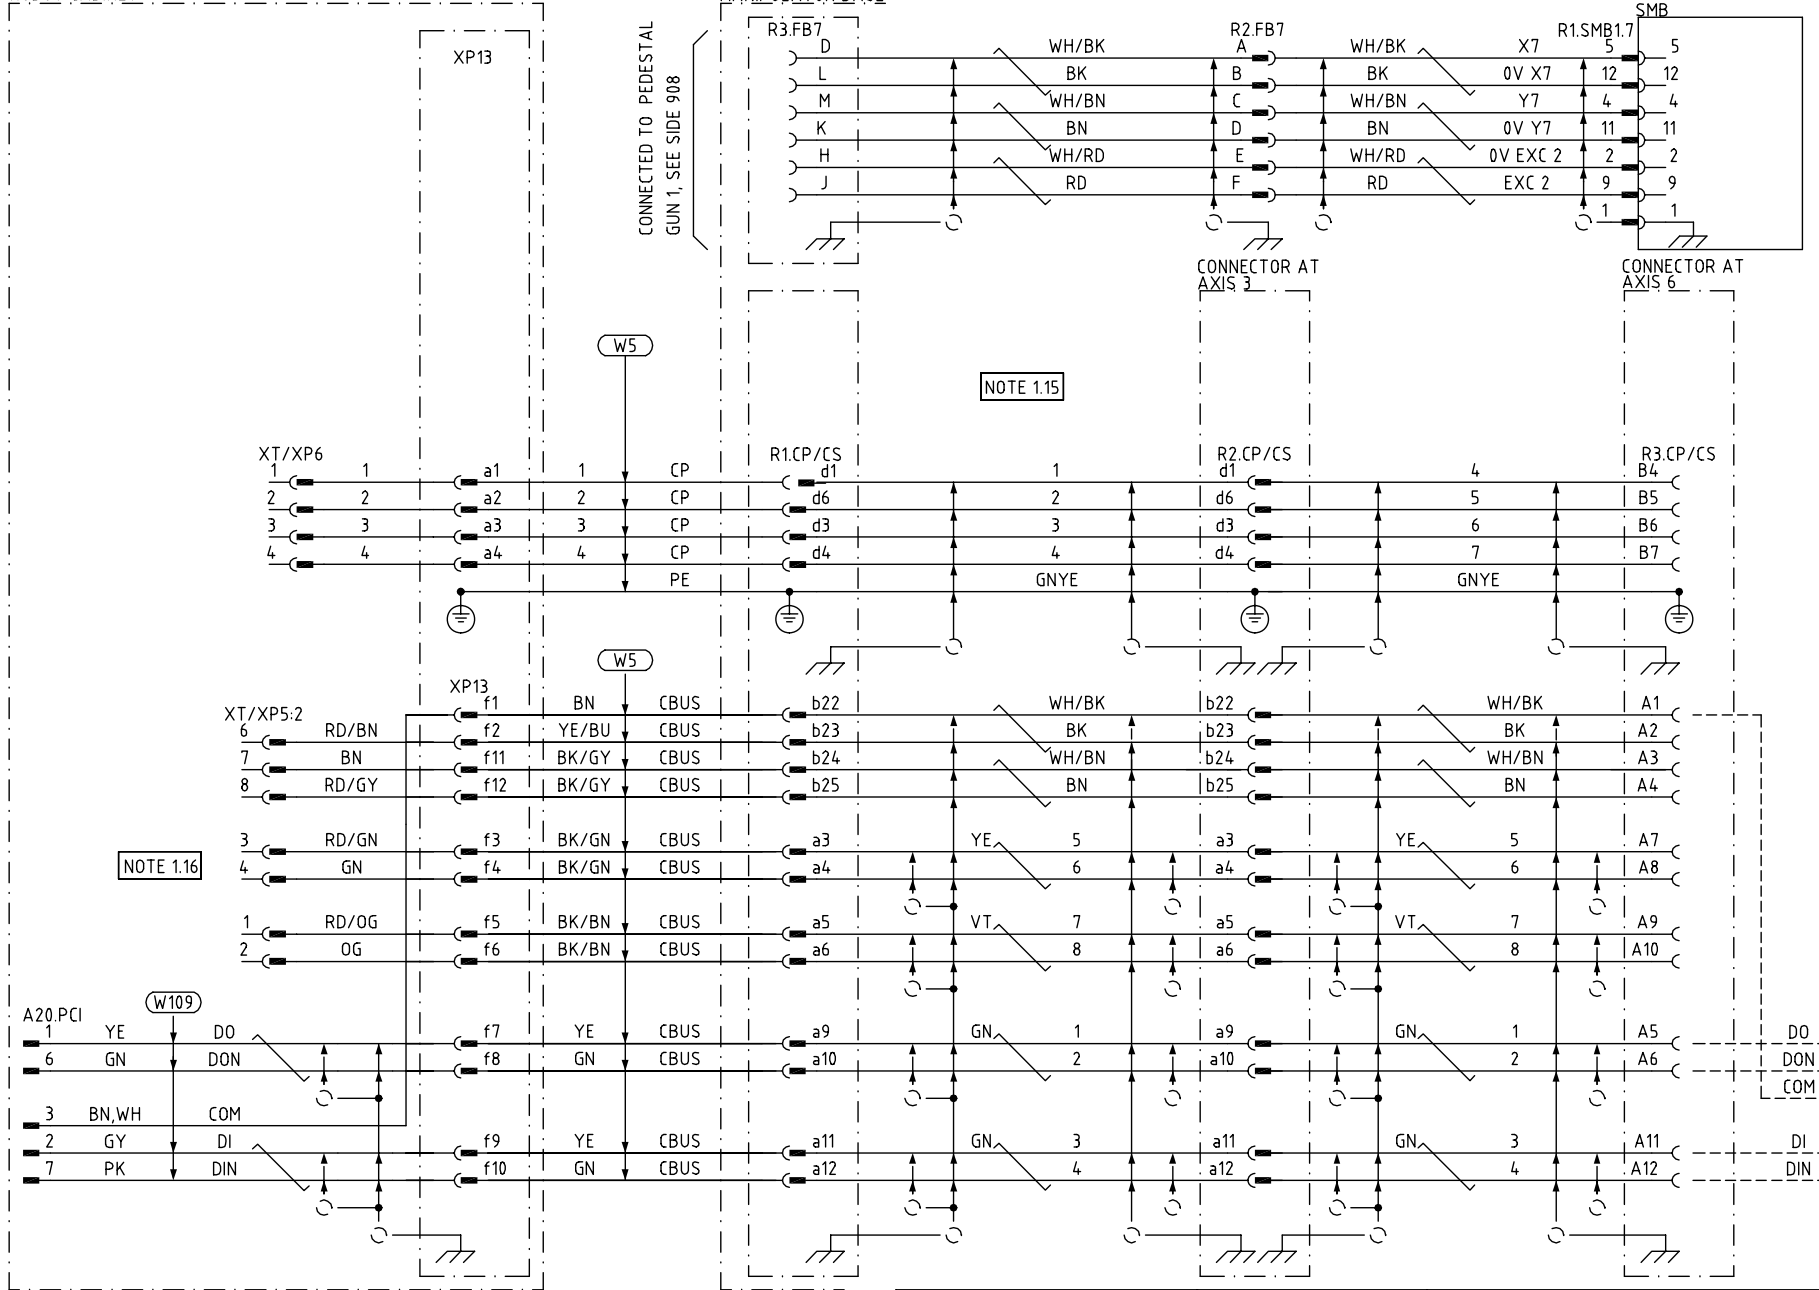 SMB
R3.FB7 R2.FB7 R1.SMB1.7
XP13
CONNECTED TO PEDESTAL
GUN 1, SEE SIDE 908
D WH/BK A WH/BK X7 5 5
L BK B BK 0V X7 12 12
M WH/BN C WH/BN Y7 4 4
K BN D BN 0V Y7 11 11
H WH/RD E WH/RD 0V EXC 2 2 2
J RD F RD EXC 2 9 9
1 1
CONNECTOR AT
AXIS 3
CONNECTOR AT
AXIS 6
W5
NOTE 1.15
XT/XP6 R1.CP/CS R2.CP/CS R3.CP/CS
1 1 a1 1 CP d1 1 d1 4 B4
2 2 a2 2 CP d6 2 d6 5 B5
3 3 a3 3 CP d3 3 d3 6 B6
4 4 a4 4 CP d4 4 d4 7 B7
PE GNYE GNYE
W5
XP13
f1 BN CBUS b22 WH/BK b22 WH/BK A1
XT/XP5:2
6 RD/BN f2 YE/BU CBUS b23 BK b23 BK A2
7 BN f11 BK/GY CBUS b24 WH/BN b24 WH/BN A3
8 RD/GY f12 BK/GY CBUS b25 BN b25 BN A4
3 RD/GN f3 BK/GN CBUS a3 YE 5 a3 YE 5 A7
NOTE 1.16
4 GN f4 BK/GN CBUS a4 6 a4 6 A8
1 RD/OG f5 BK/BN CBUS a5 VT 7 a5 VT 7 A9
2 OG f6 BK/BN CBUS a6 8 a6 8 A10
W109
A20.PCI
1 YE DO f7 YE CBUS a9 GN 1 a9 GN 1 A5 DO
6 GN DON f8 GN CBUS a10 2 a10 2 A6 DON
COM
3 BN,WH COM
2 GY DI f9 YE CBUS a11 GN 3 a11 GN 3 A11 DI
7 PK DIN f10 GN CBUS a12 4 a12 4 A12 DIN